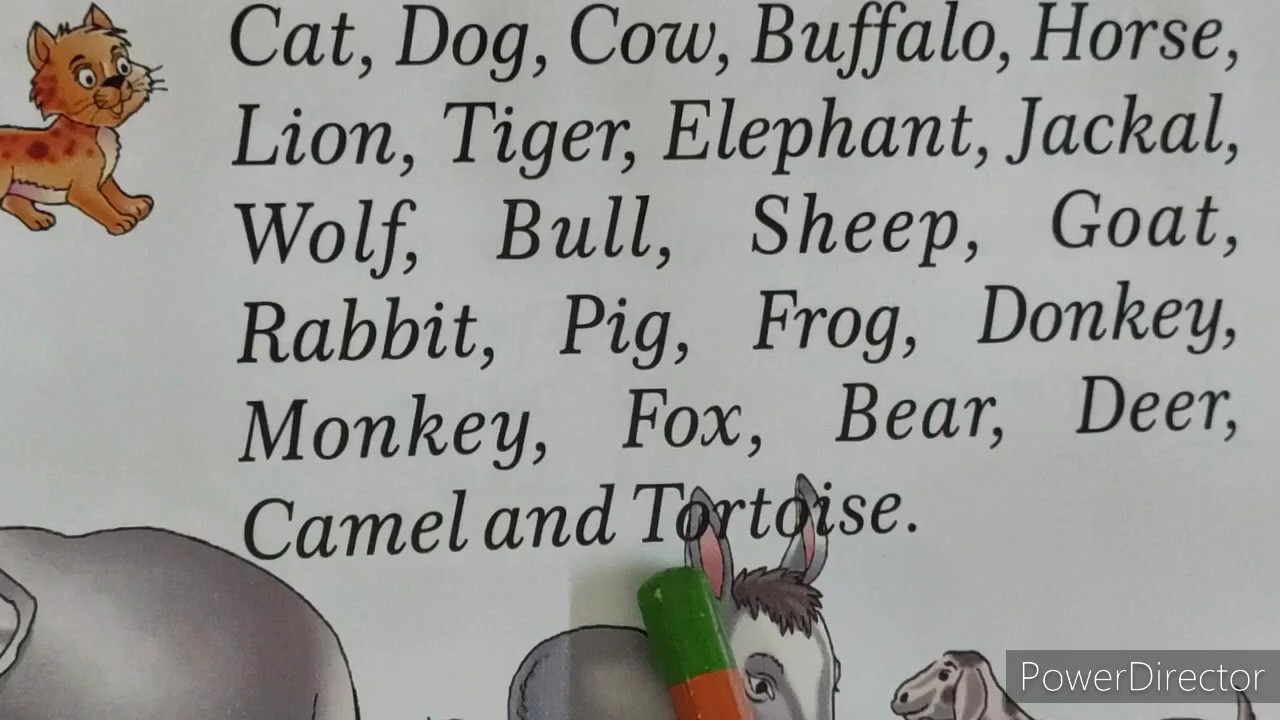 Cat, Dog, Cow, Buffalo, Horse,
Lion, Tiger, Elephant, Jackal,
Wolf, Bull, Sheep, Goat,
Rabbit, Pig, Frog, Donkey,
Monkey, Fox, Bear, Deer,
Camel and Tortoise.
PowerDirector